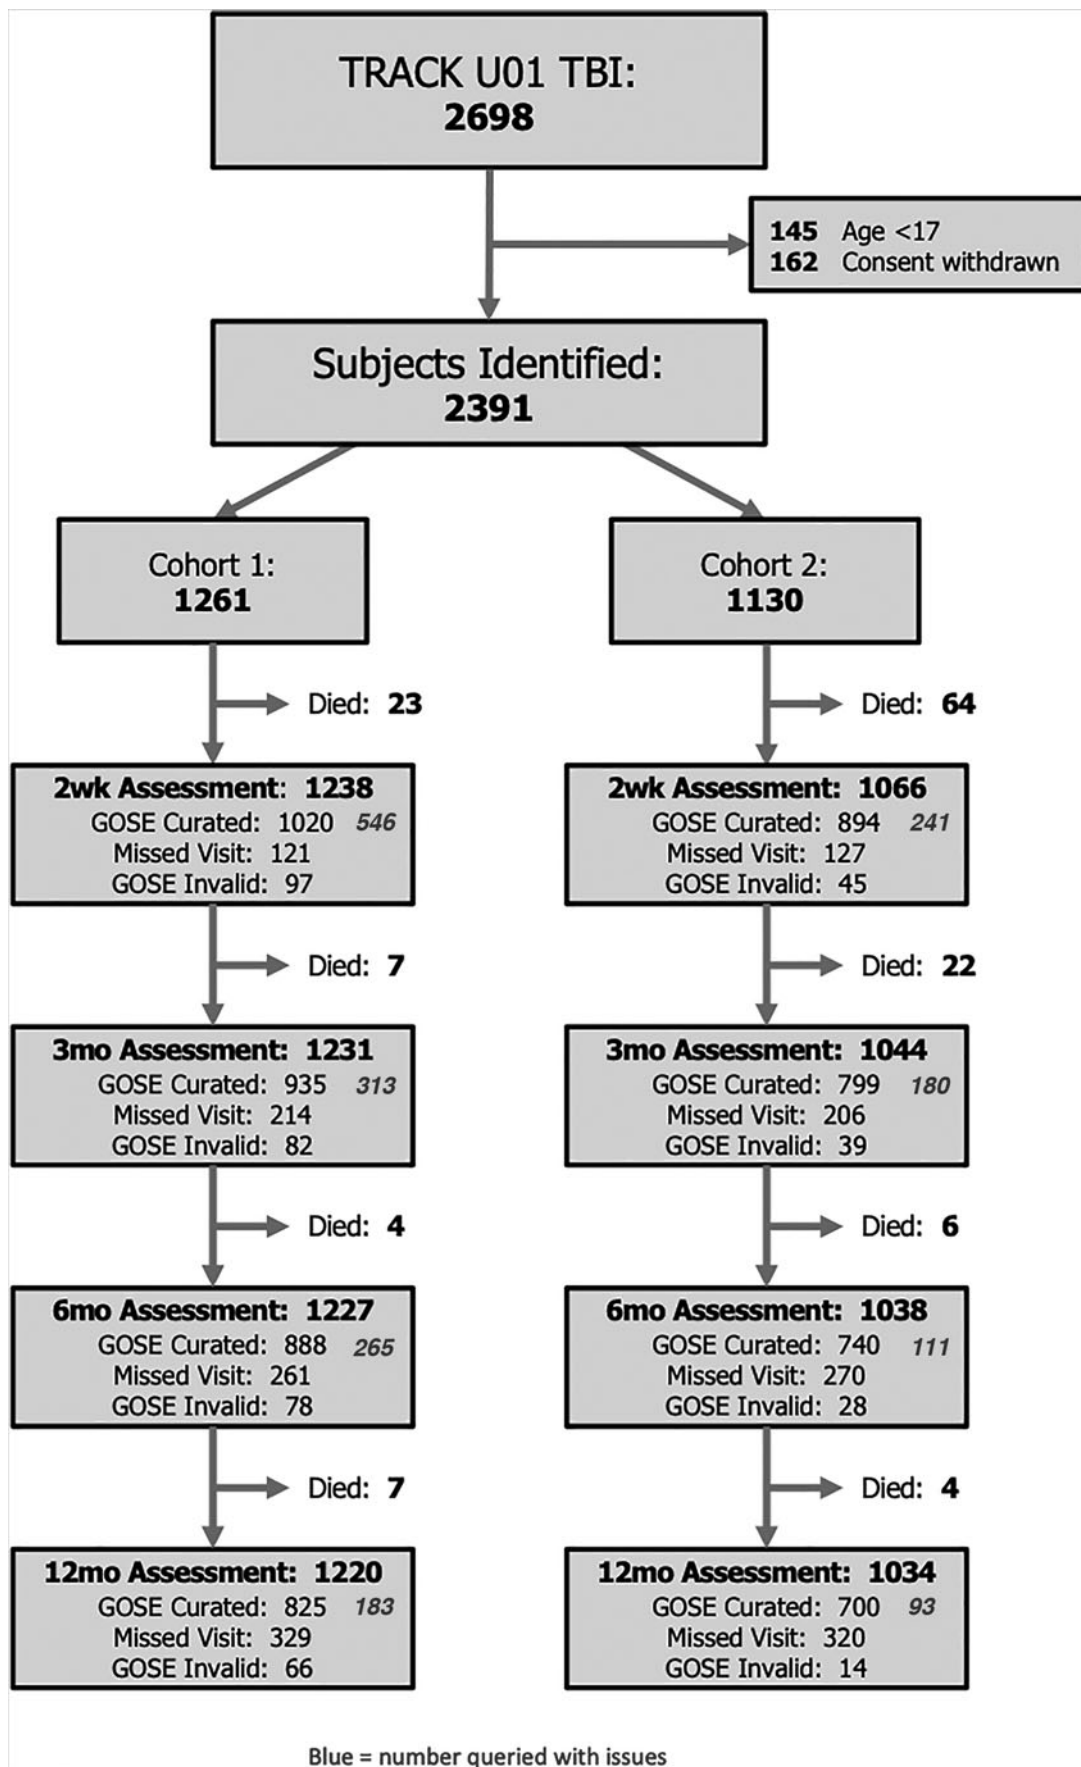 TRACK U01 TBI:
2698
145 Age <17
162 Consent withdrawn
Subjects Identified:
2391
Cohort 1:
1261
Cohort 2:
1130
Died: 23
Died: 64
2wk Assessment: 1238
GOSE Curated: 1020 546
Missed Visit: 121
GOSE Invalid: 97
2wk Assessment: 1066
GOSE Curated: 894 241
Missed Visit: 127
GOSE Invalid: 45
Died: 7
Died: 22
3mo Assessment: 1231
GOSE Curated: 935 313
Missed Visit: 214
GOSE Invalid: 82
3mo Assessment: 1044
GOSE Curated: 799 180
Missed Visit: 206
GOSE Invalid: 39
Died: 4
Died: 6
6mo Assessment: 1227
GOSE Curated: 888 265
Missed Visit: 261
GOSE Invalid: 78
6mo Assessment: 1038
GOSE Curated: 740 111
Missed Visit: 270
GOSE Invalid: 28
Died: 7
Died: 4
12mo Assessment: 1220
GOSE Curated: 825 183
Missed Visit: 329
GOSE Invalid: 66
12mo Assessment: 1034
GOSE Curated: 700 93
Missed Visit: 320
GOSE Invalid: 14
Blue = number queried with issues